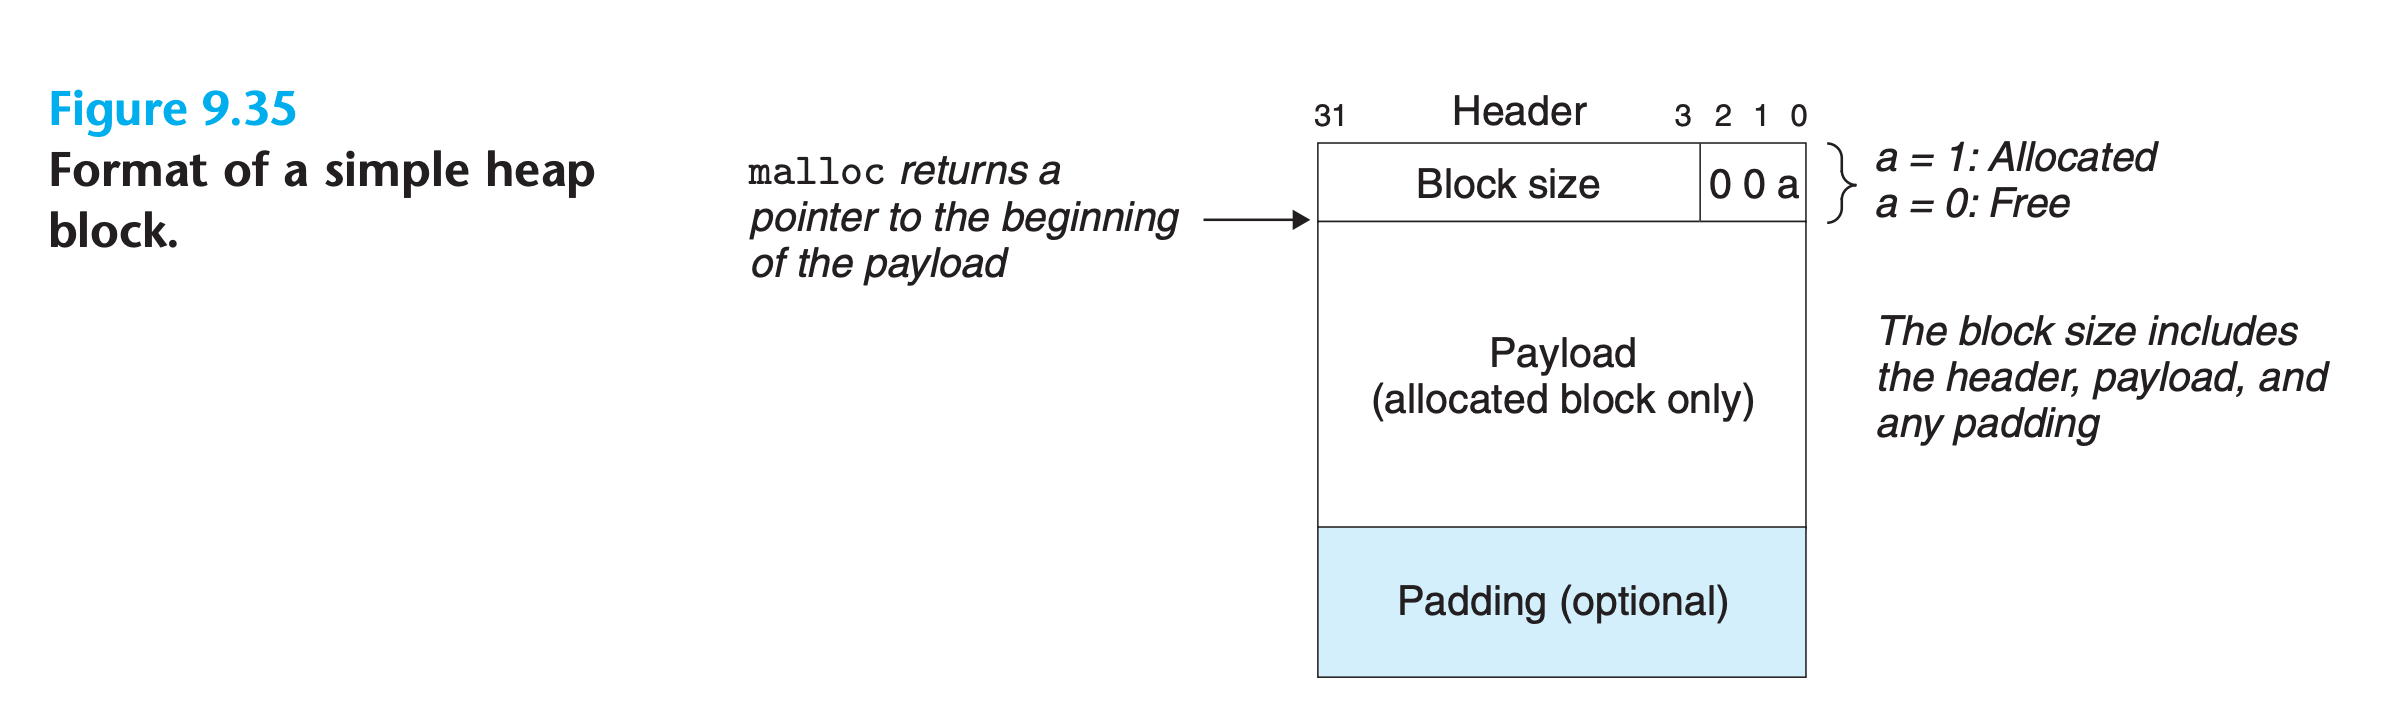 Figure 9.35
Format of a simple heap
block.
malloc returns a
pointer to the beginning
of the payload
31 Header 3 2 1 0
Block size 0 0 a
a = 1: Allocated
a = 0: Free
Payload
(allocated block only)
The block size includes
the header, payload, and
any padding
Padding (optional)